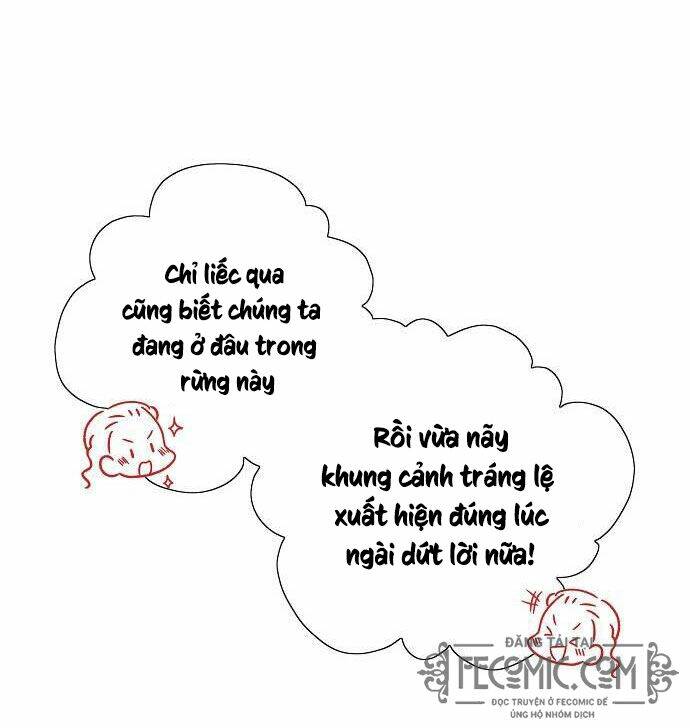 Chỉ liếc qua
cũng biết chúng ta
đang ở đâu trong
rừng này
Rồi vừa nãy
khung cảnh tráng lệ
xuất hiện đúng lúc
ngài dứt lời nữa!
ĐĂNG TẢI TẠI
FECOMIC.COM
ĐỌC TRUYỆN Ở FECOMIC ĐỂ
ỦNG HỘ NHÓM DỊCH